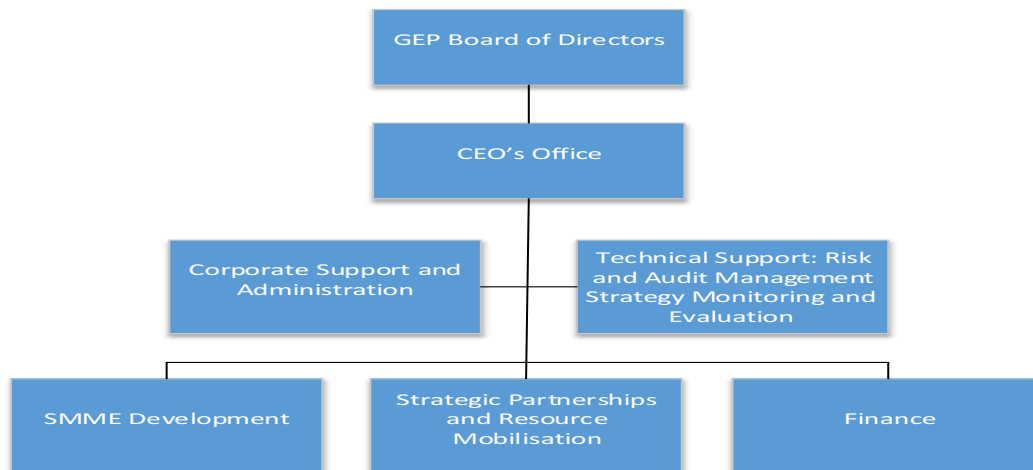 GEP Board of Directors
CEO’s Office
Corporate Support and
Administration
Technical Support: Risk
and Audit Management
Strategy Monitoring and
Evaluation
SMME Development
Strategic Partnerships
and Resource
Mobilisation
Finance